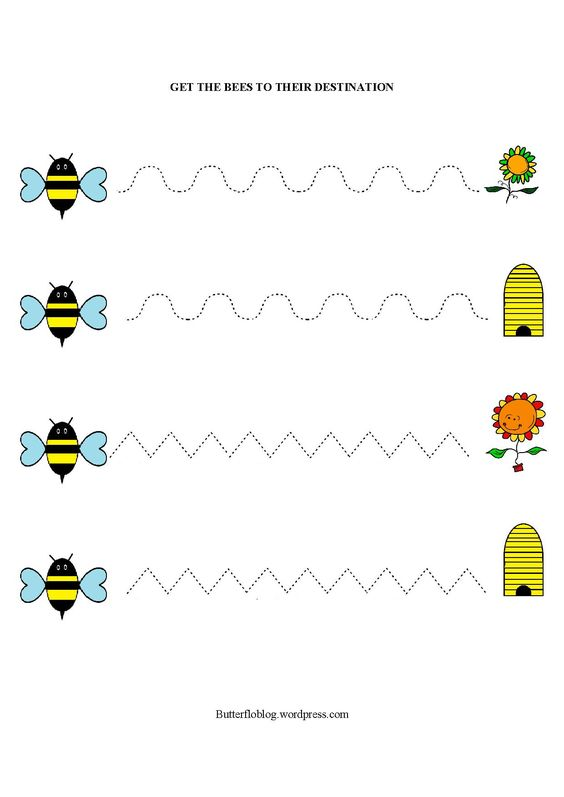 GET THE BEES TO THEIR DESTINATION
Butterfloblog.wordpress.com